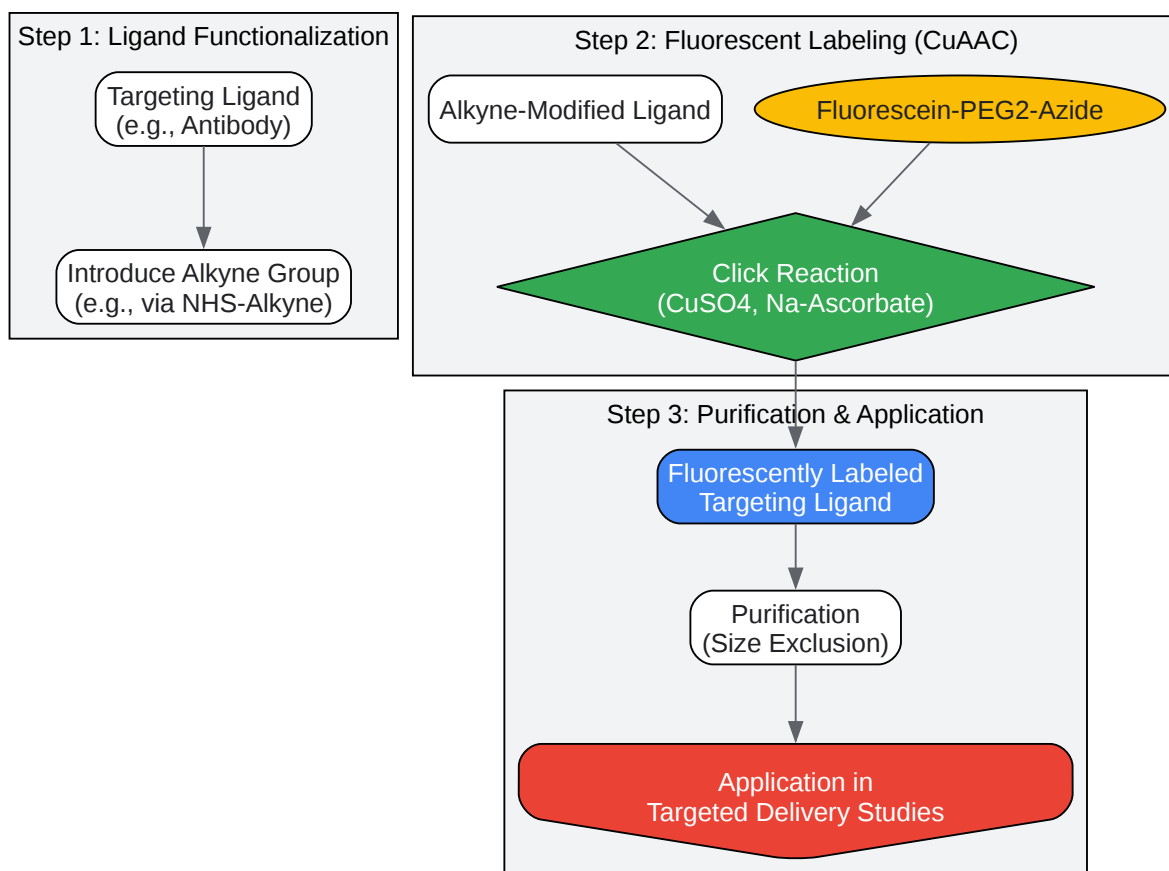 Step 1: Ligand Functionalization
Targeting Ligand
(e.g., Antibody)
Introduce Alkyne Group
(e.g., via NHS-Alkyne)
Step 2: Fluorescent Labeling (CuAAC)
Alkyne-Modified Ligand
Fluorescein-PEG2-Azide
Click Reaction
(CuSO4, Na-Ascorbate)
Step 3: Purification & Application
Fluorescently Labeled
Targeting Ligand
Purification
(Size Exclusion)
Application in
Targeted Delivery Studies